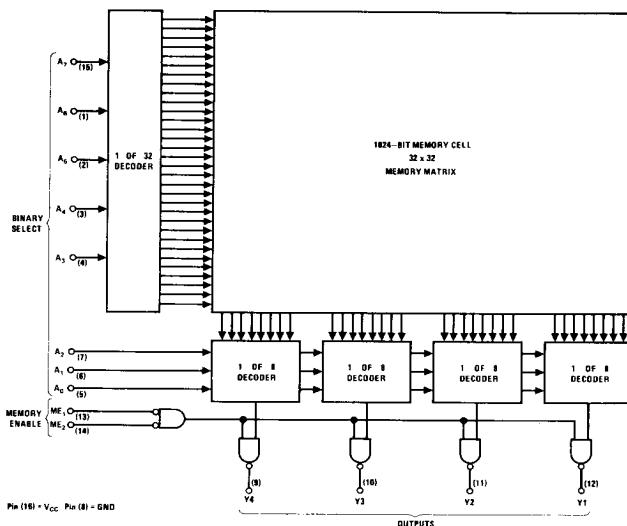 A7 (15)
A6 (1)
A5 (2)
A4 (3)
A3 (4)
1 OF 32
DECODER
1024-BIT MEMORY CELL
32 x 32
MEMORY MATRIX
BINARY
SELECT
A2 (7)
A1 (6)
A0 (5)
1 OF 8
DECODER
1 OF 8
DECODER
1 OF 8
DECODER
1 OF 8
DECODER
MEMORY
ENABLE
ME1 (13)
ME2 (14)
(9)
(10)
(11)
(12)
Y4
Y3
Y2
Y1
Pin (16) = VCC Pin (8) = GND
OUTPUTS